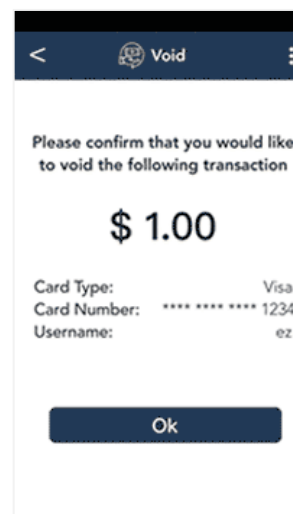 < Void
Please confirm that you would like
to void the following transaction
$ 1.00
Card Type: Visa
Card Number: **** **** **** 1234
Username: ez
Ok